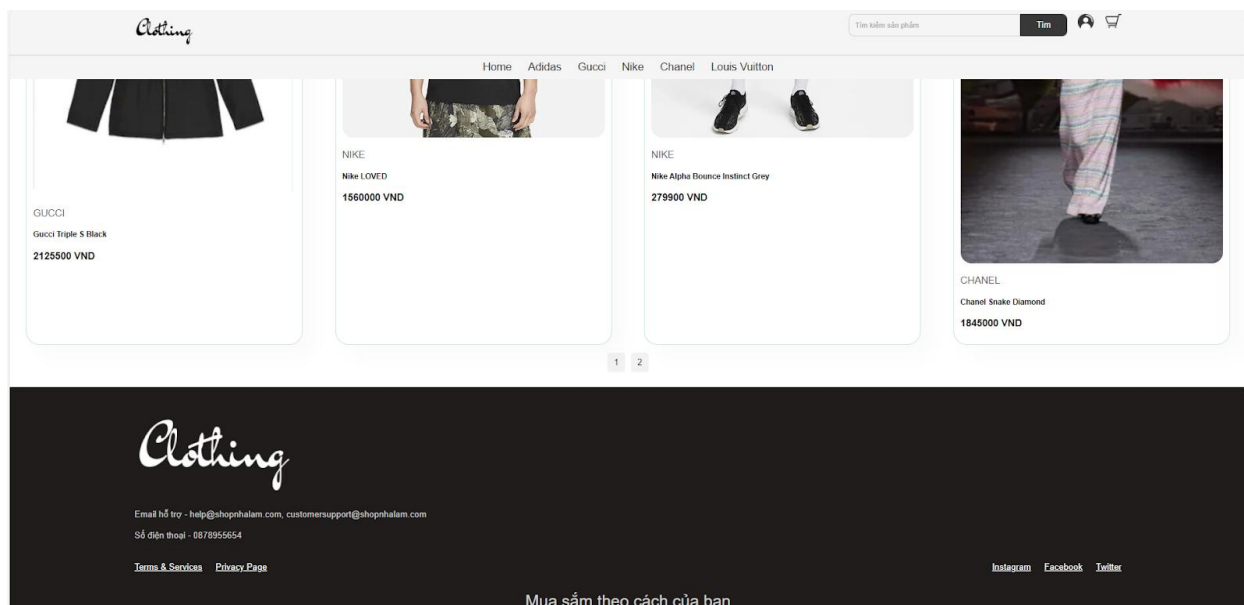 Clothing
Tìm kiếm sản phẩm
Tìm
Home Adidas Gucci Nike Chanel Louis Vuitton
NIKE
Nike LOVED
1560000 VND
NIKE
Nike Alpha Bounce Instinct Grey
279900 VND
GUCCI
Gucci Triple S Black
2125500 VND
CHANEL
Chanel Snake Diamond
1845000 VND
1 2
Clothing
Email hỗ trợ - help@shopnhalam.com, customersupport@shopnhalam.com
Số điện thoại - 0878955654
Terms & Services Privacy Page
Instagram Facebook Twitter
Mua sắm theo cách của bạn